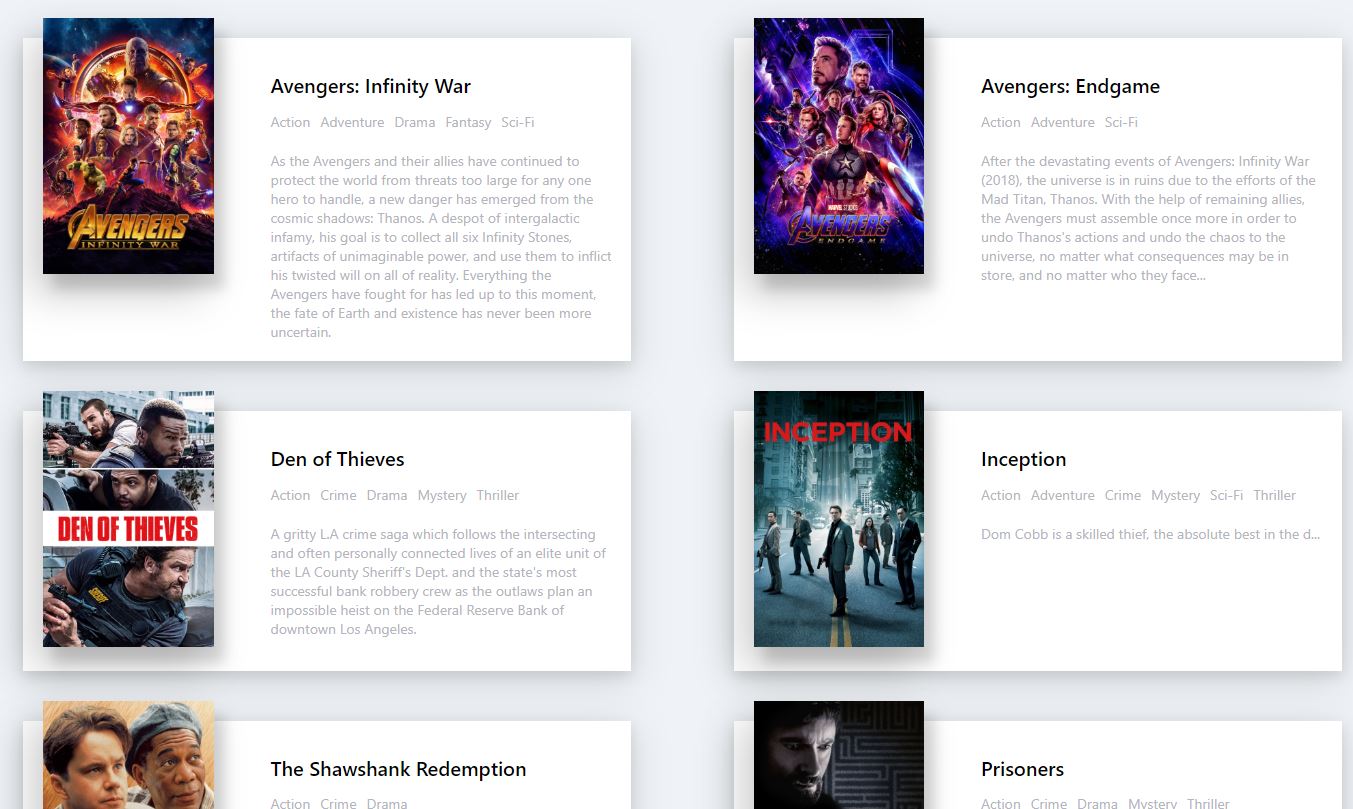 AVENGERS
INFINITY WAR
Avengers: Infinity War
Action Adventure Drama Fantasy Sci-Fi
As the Avengers and their allies have continued to
protect the world from threats too large for any one
hero to handle, a new danger has emerged from the
cosmic shadows: Thanos. A despot of intergalactic
infamy, his goal is to collect all six Infinity Stones,
artifacts of unimaginable power, and use them to inflict
his twisted will on all of reality. Everything the
Avengers have fought for has led up to this moment,
the fate of Earth and existence has never been more
uncertain.
MARVEL STUDIOS
AVENGERS
ENDGAME
Avengers: Endgame
Action Adventure Sci-Fi
After the devastating events of Avengers: Infinity War
(2018), the universe is in ruins due to the efforts of the
Mad Titan, Thanos. With the help of remaining allies,
the Avengers must assemble once more in order to
undo Thanos's actions and undo the chaos to the
universe, no matter what consequences may be in
store, and no matter who they face...
DEN OF THIEVES
SHERIFF
Den of Thieves
Action Crime Drama Mystery Thriller
A gritty L.A crime saga which follows the intersecting
and often personally connected lives of an elite unit of
the LA County Sheriff's Dept. and the state's most
successful bank robbery crew as the outlaws plan an
impossible heist on the Federal Reserve Bank of
downtown Los Angeles.
INCEPTION
Inception
Action Adventure Crime Mystery Sci-Fi Thriller
Dom Cobb is a skilled thief, the absolute best in the d...
The Shawshank Redemption
Action Crime Drama
Prisoners
Action Crime Drama Mystery Thriller